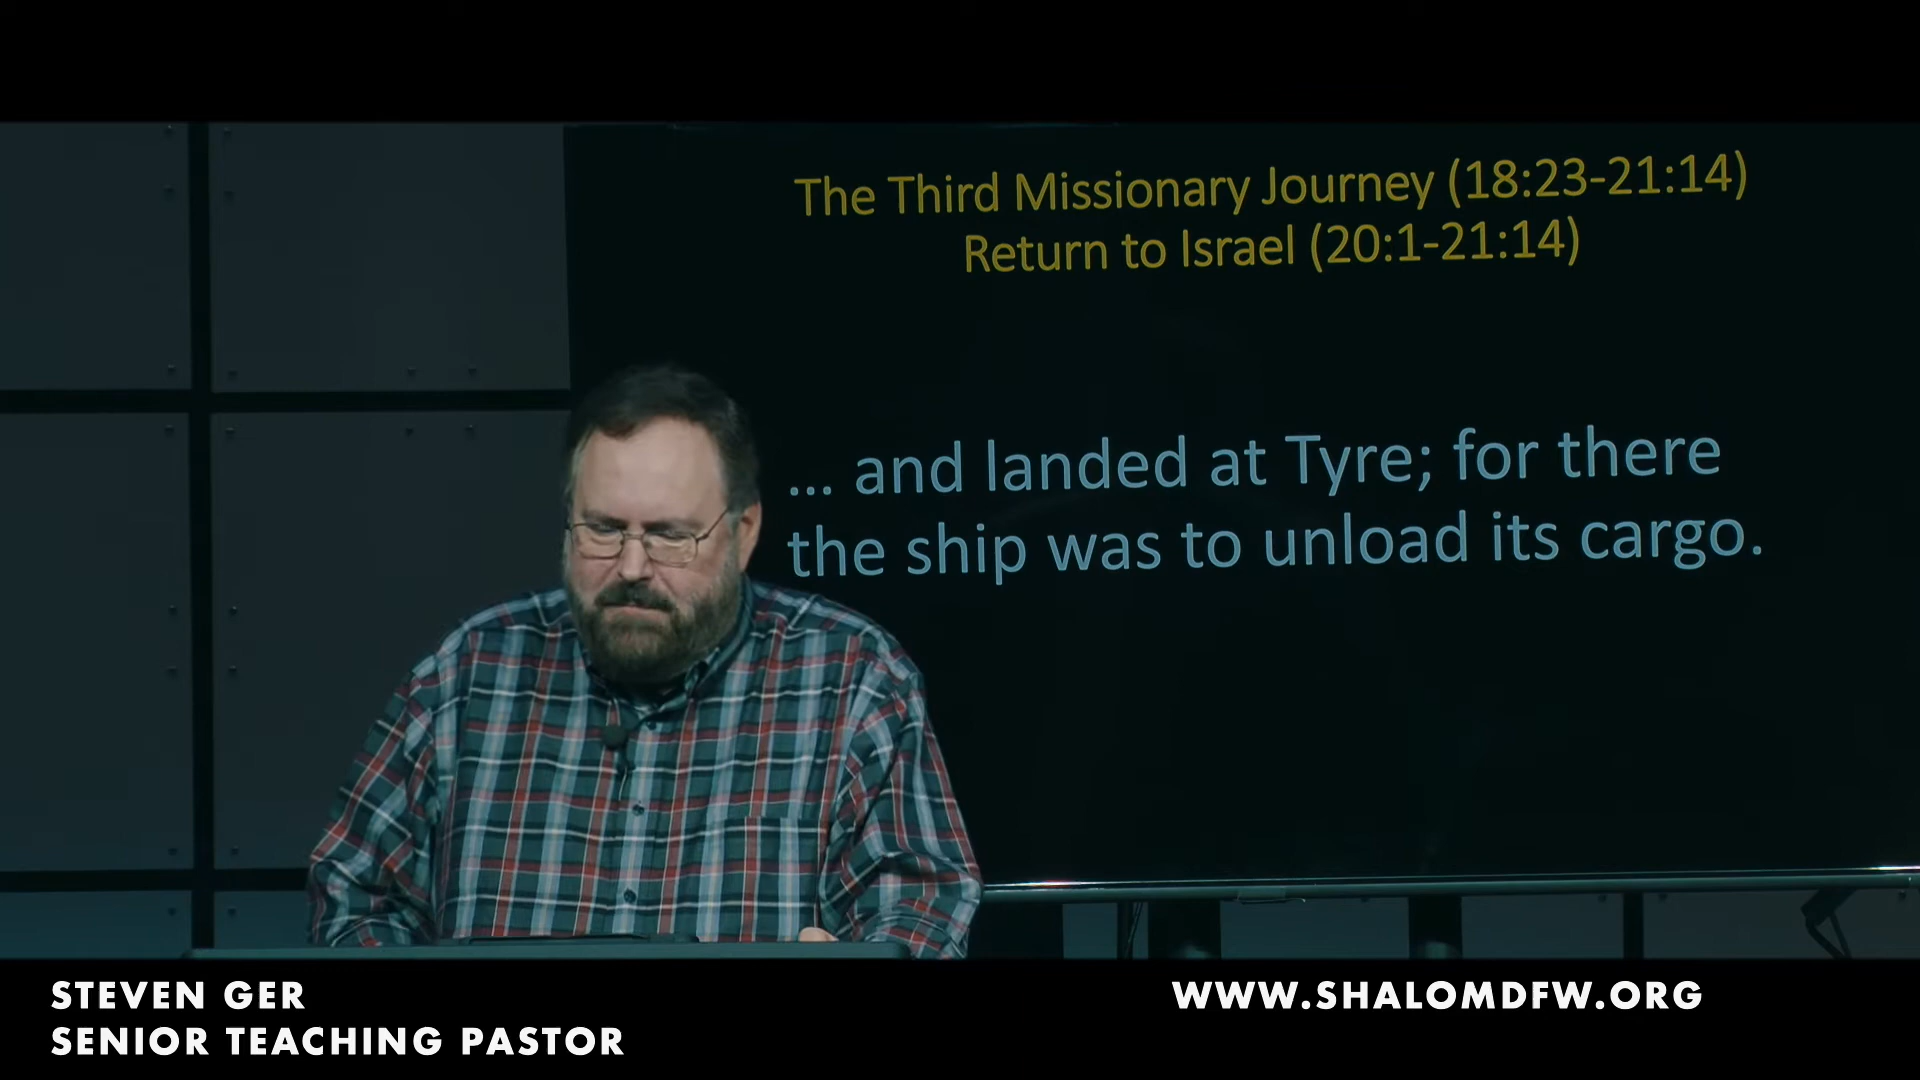 The Third Missionary Journey (18:23-21:14)
Return to Israel (20:1-21:14)
... and landed at Tyre; for there
the ship was to unload its cargo.
STEVEN GER
SENIOR TEACHING PASTOR
WWW.SHALOMDFW.ORG